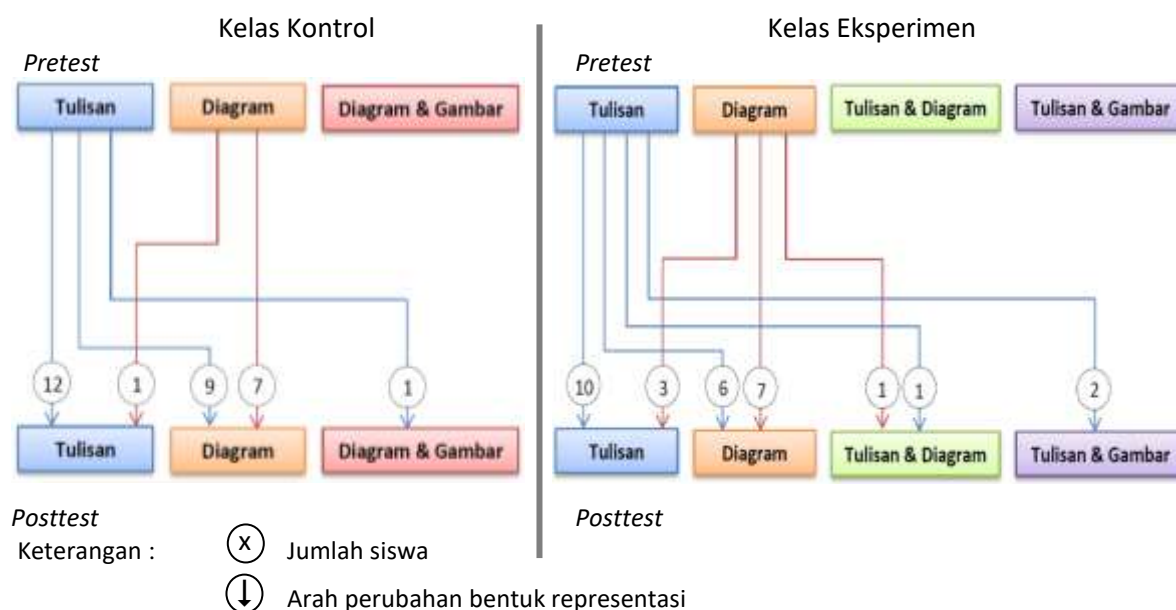 Kelas Kontrol
Kelas Eksperimen
Pretest
Pretest
Tulisan
Diagram
Diagram & Gambar
Tulisan
Diagram
Tulisan & Diagram
Tulisan & Gambar
12
1
9
7
1
10
3
6
7
1
1
2
Tulisan
Diagram
Diagram & Gambar
Tulisan
Diagram
Tulisan & Diagram
Tulisan & Gambar
Posttest
Posttest
Keterangan :
X
Jumlah siswa
Arah perubahan bentuk representasi